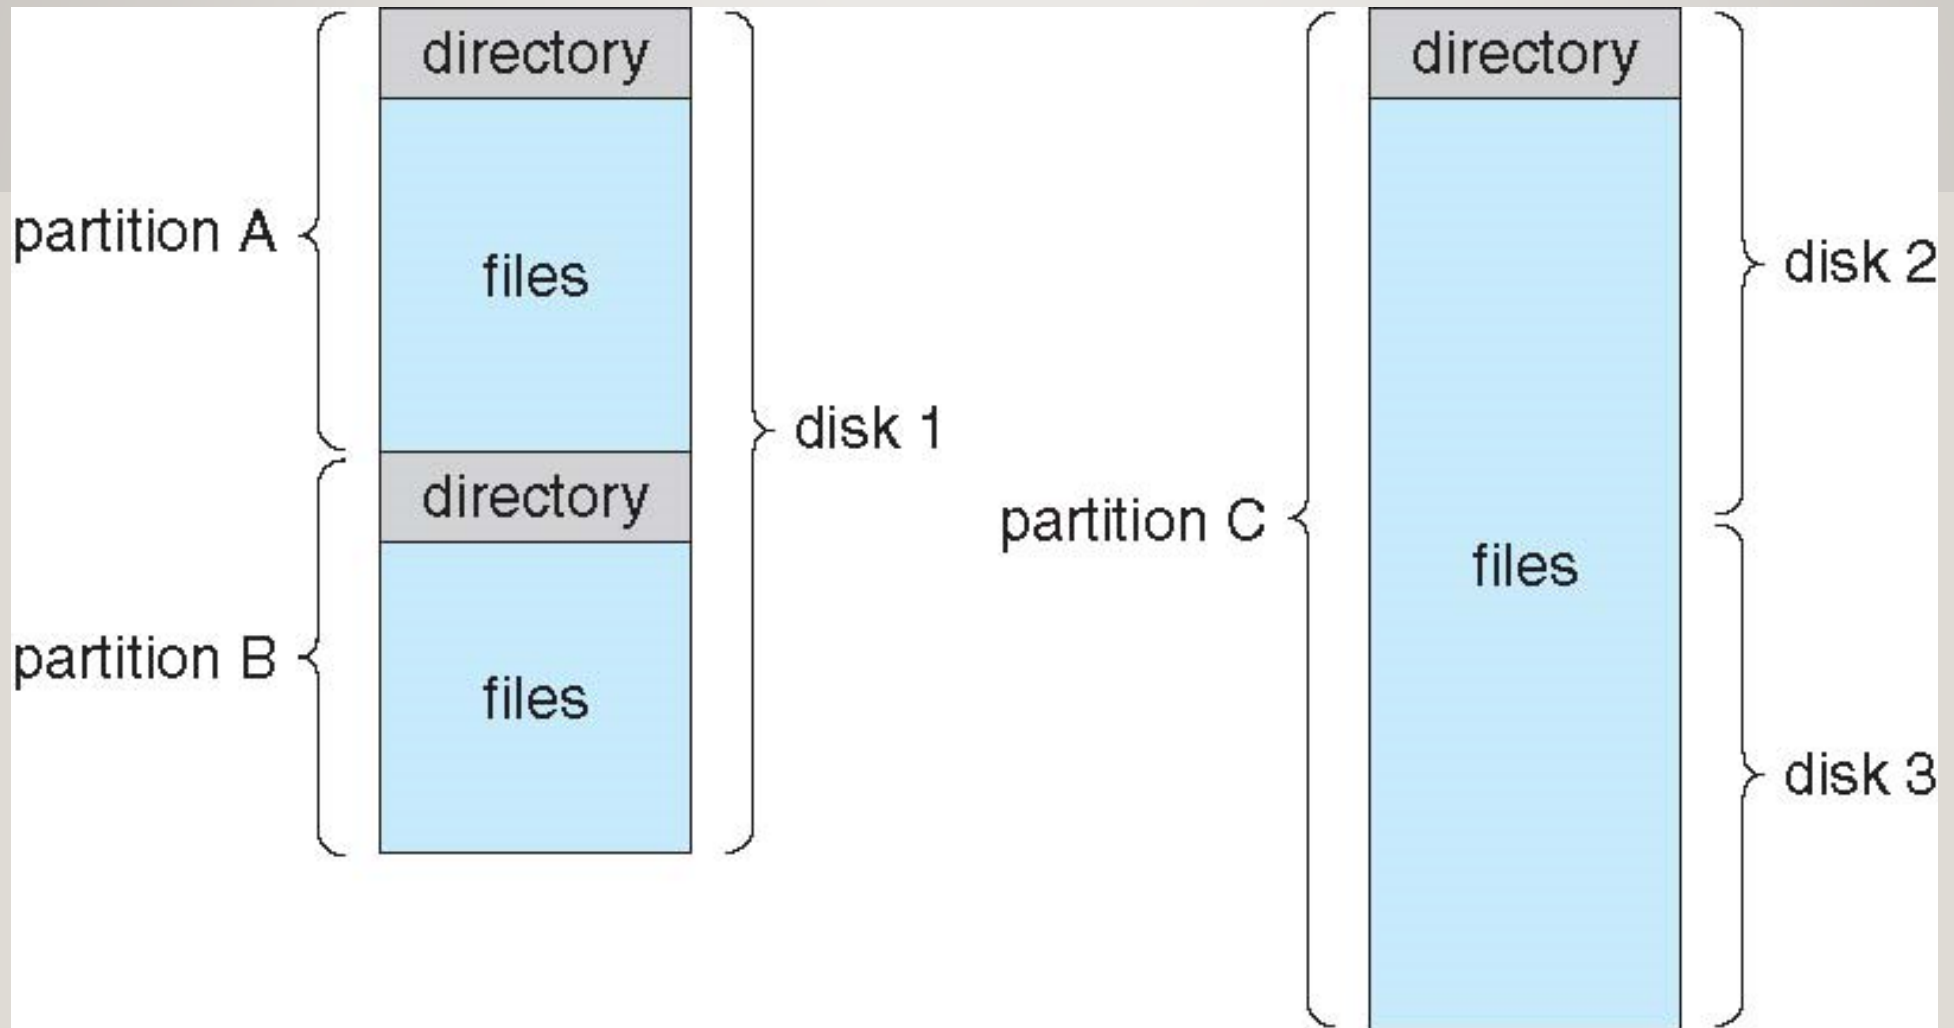 directory
partition A
files
disk 1
directory
partition B
files
directory
disk 2
partition C
files
disk 3